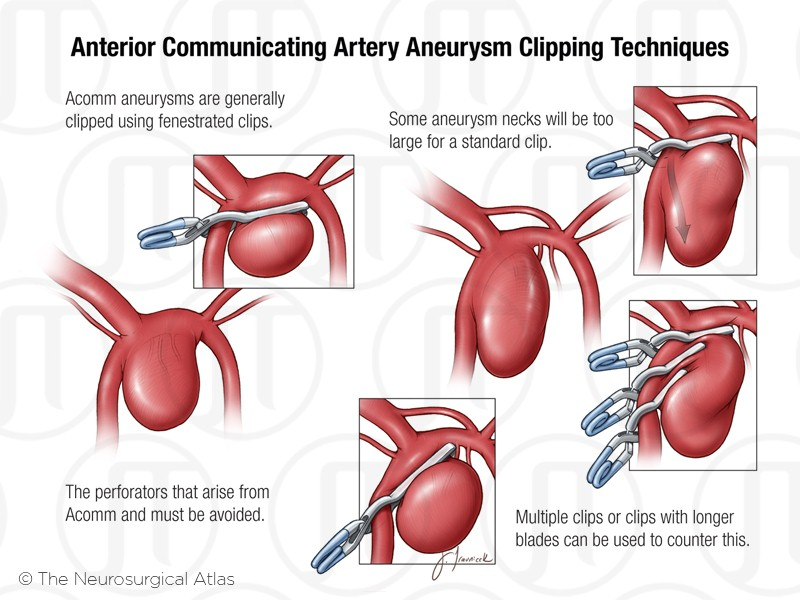 Anterior Communicating Artery Aneurysm Clipping Techniques
Acomm aneurysms are generally
clipped using fenestrated clips.
Some aneurysm necks will be too
large for a standard clip.
The perforators that arise from
Acomm and must be avoided.
Multiple clips or clips with longer
blades can be used to counter this.
© The Neurosurgical Atlas